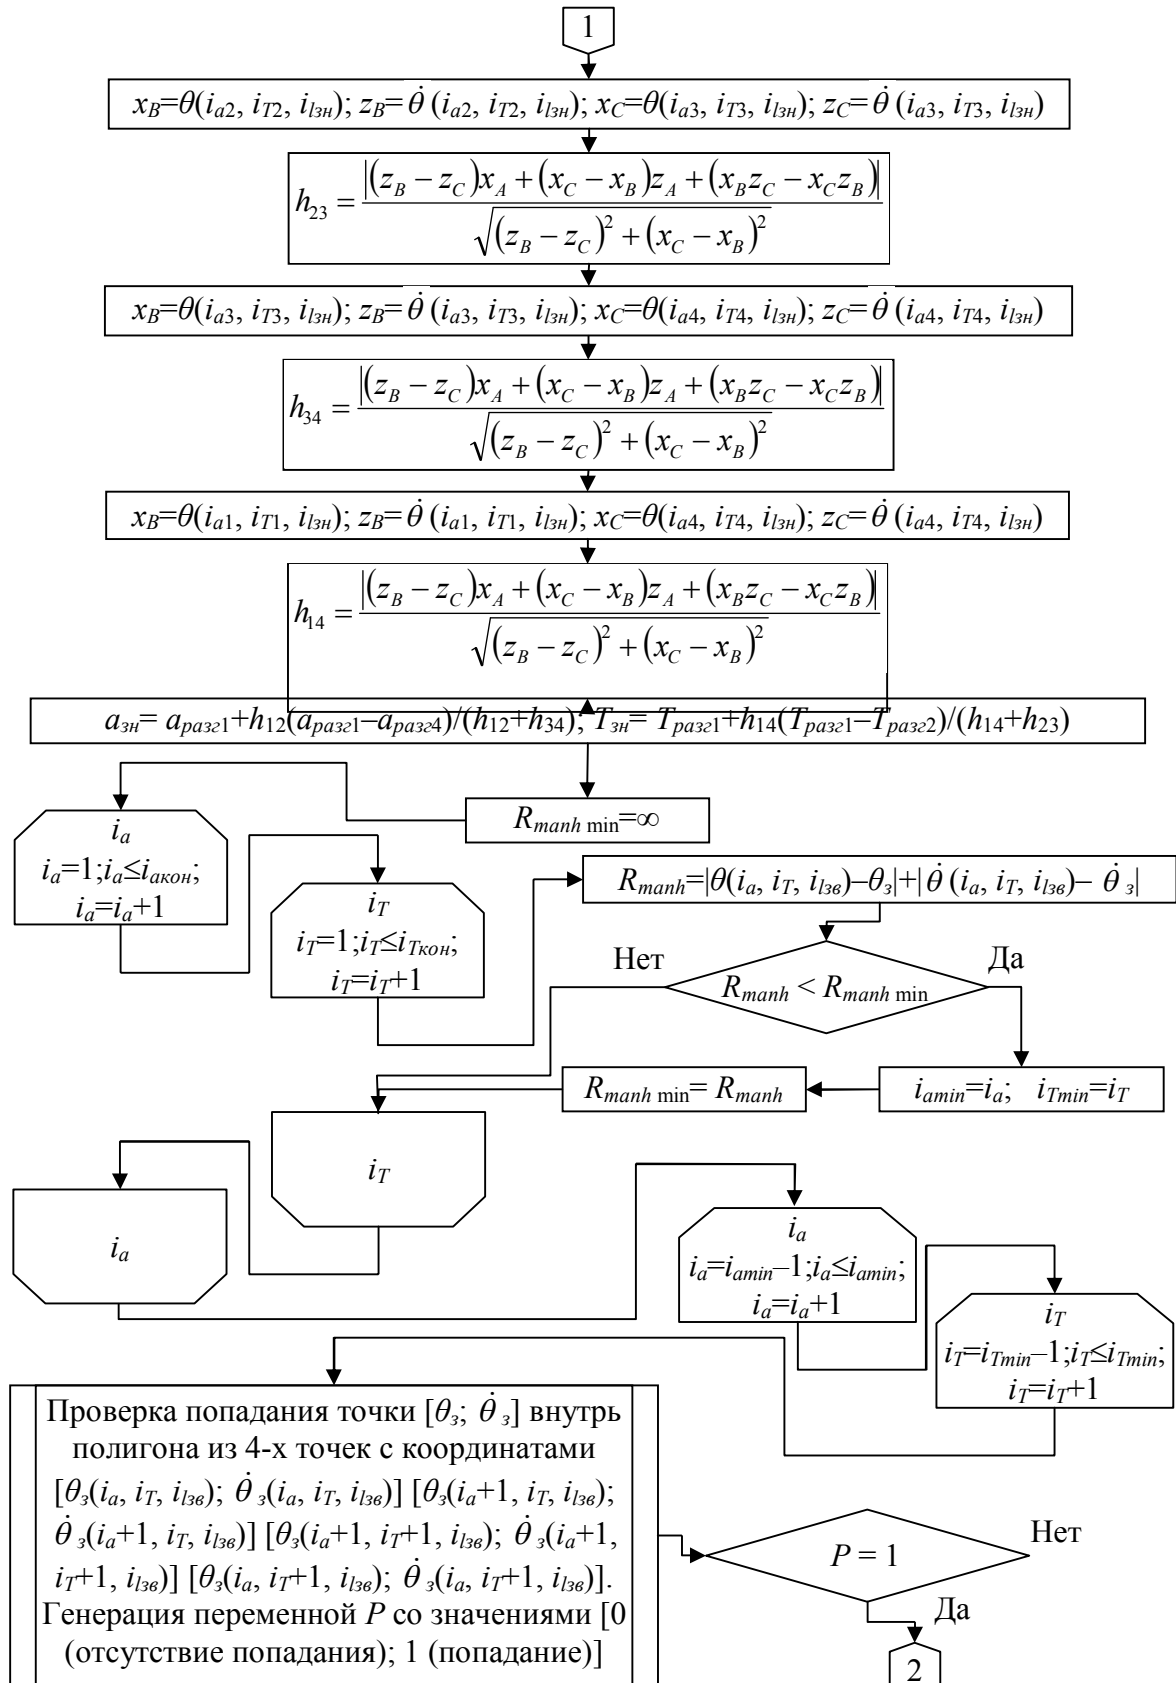 1
x_B=θ(i_a2, i_T2, i_lзн); z_B=θ̇ (i_a2, i_T2, i_lзн); x_C=θ(i_a3, i_T3, i_lзн); z_C=θ̇ (i_a3, i_T3, i_lзн)
h_23 = |(z_B − z_C)x_A + (x_C − x_B)z_A + (x_B z_C − x_C z_B)| / √((z_B − z_C)² + (x_C − x_B)²)
x_B=θ(i_a3, i_T3, i_lзн); z_B=θ̇ (i_a3, i_T3, i_lзн); x_C=θ(i_a4, i_T4, i_lзн); z_C=θ̇ (i_a4, i_T4, i_lзн)
h_34 = |(z_B − z_C)x_A + (x_C − x_B)z_A + (x_B z_C − x_C z_B)| / √((z_B − z_C)² + (x_C − x_B)²)
x_B=θ(i_a1, i_T1, i_lзн); z_B=θ̇ (i_a1, i_T1, i_lзн); x_C=θ(i_a4, i_T4, i_lзн); z_C=θ̇ (i_a4, i_T4, i_lзн)
h_14 = |(z_B − z_C)x_A + (x_C − x_B)z_A + (x_B z_C − x_C z_B)| / √((z_B − z_C)² + (x_C − x_B)²)
a_зн= a_разг1+h_12(a_разг1–a_разг4)/(h_12+h_34); T_зн= T_разг1+h_14(T_разг1–T_разг2)/(h_14+h_23)
R_manh min=∞
i_a
i_a=1;i_a≤i_aкон;
i_a=i_a+1
i_T
i_T=1;i_T≤i_Tкон;
i_T=i_T+1
R_manh=|θ(i_a, i_T, i_lзв)–θ_з|+|θ̇ (i_a, i_T, i_lзв)– θ̇ _з|
Нет
Да
R_manh < R_manh min
i_amin=i_a; i_Tmin=i_T
R_manh min= R_manh
i_T
i_a
i_a
i_a=i_amin–1;i_a≤i_amin;
i_a=i_a+1
i_T
i_T=i_Tmin–1;i_T≤i_Tmin;
i_T=i_T+1
Проверка попадания точки [θ_з; θ̇ _з] внутрь
полигона из 4-х точек с координатами
[θ_з(i_a, i_T, i_lзв); θ̇ _з(i_a, i_T, i_lзв)] [θ_з(i_a+1, i_T, i_lзв);
θ̇ _з(i_a+1, i_T, i_lзв)] [θ_з(i_a+1, i_T+1, i_lзв); θ̇ _з(i_a+1,
i_T+1, i_lзв)] [θ_з(i_a, i_T+1, i_lзв); θ̇ _з(i_a, i_T+1, i_lзв)].
Генерация переменной P со значениями [0
(отсутствие попадания); 1 (попадание)]
P = 1
Нет
Да
2